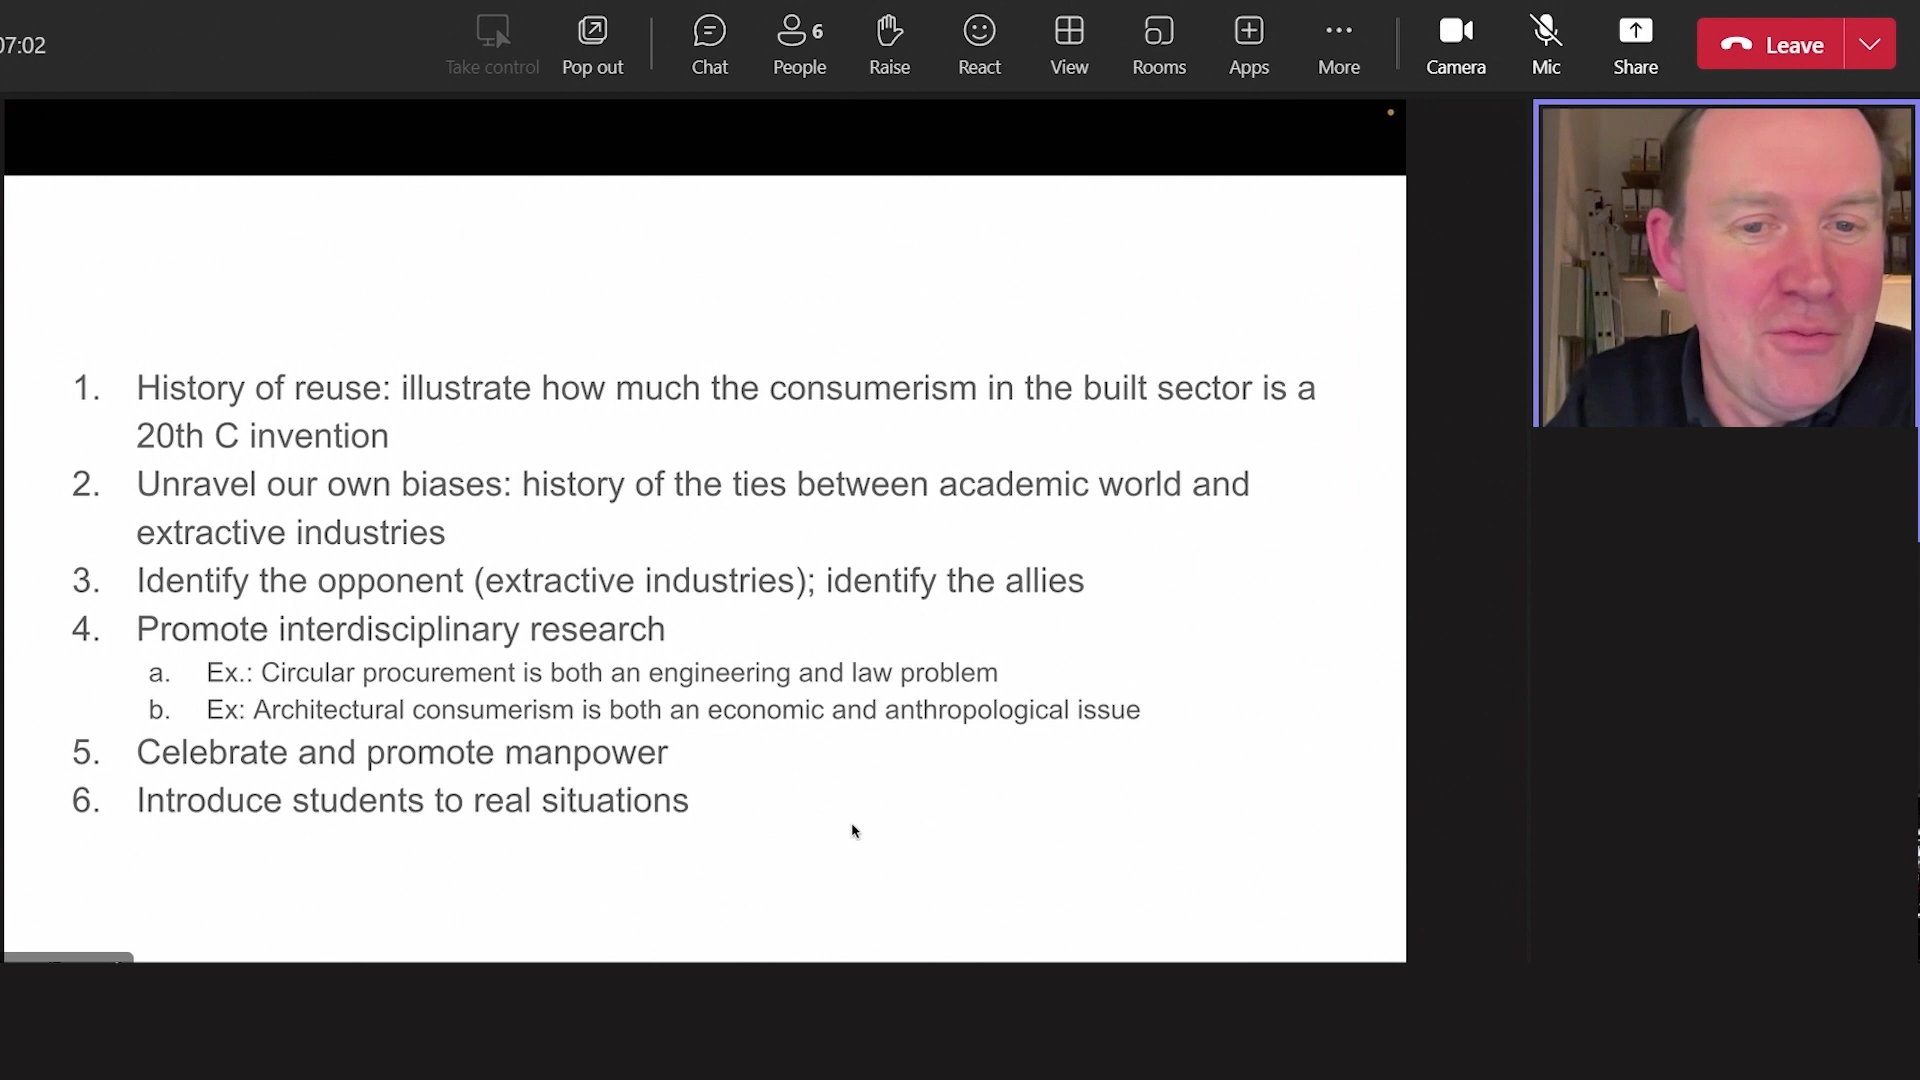 07:02
Take control
Pop out
Chat
6
People
Raise
React
View
Rooms
Apps
More
Camera
Mic
Share
Leave
1. History of reuse: illustrate how much the consumerism in the built sector is a
20th C invention
2. Unravel our own biases: history of the ties between academic world and
extractive industries
3. Identify the opponent (extractive industries); identify the allies
4. Promote interdisciplinary research
a. Ex.: Circular procurement is both an engineering and law problem
b. Ex: Architectural consumerism is both an economic and anthropological issue
5. Celebrate and promote manpower
6. Introduce students to real situations